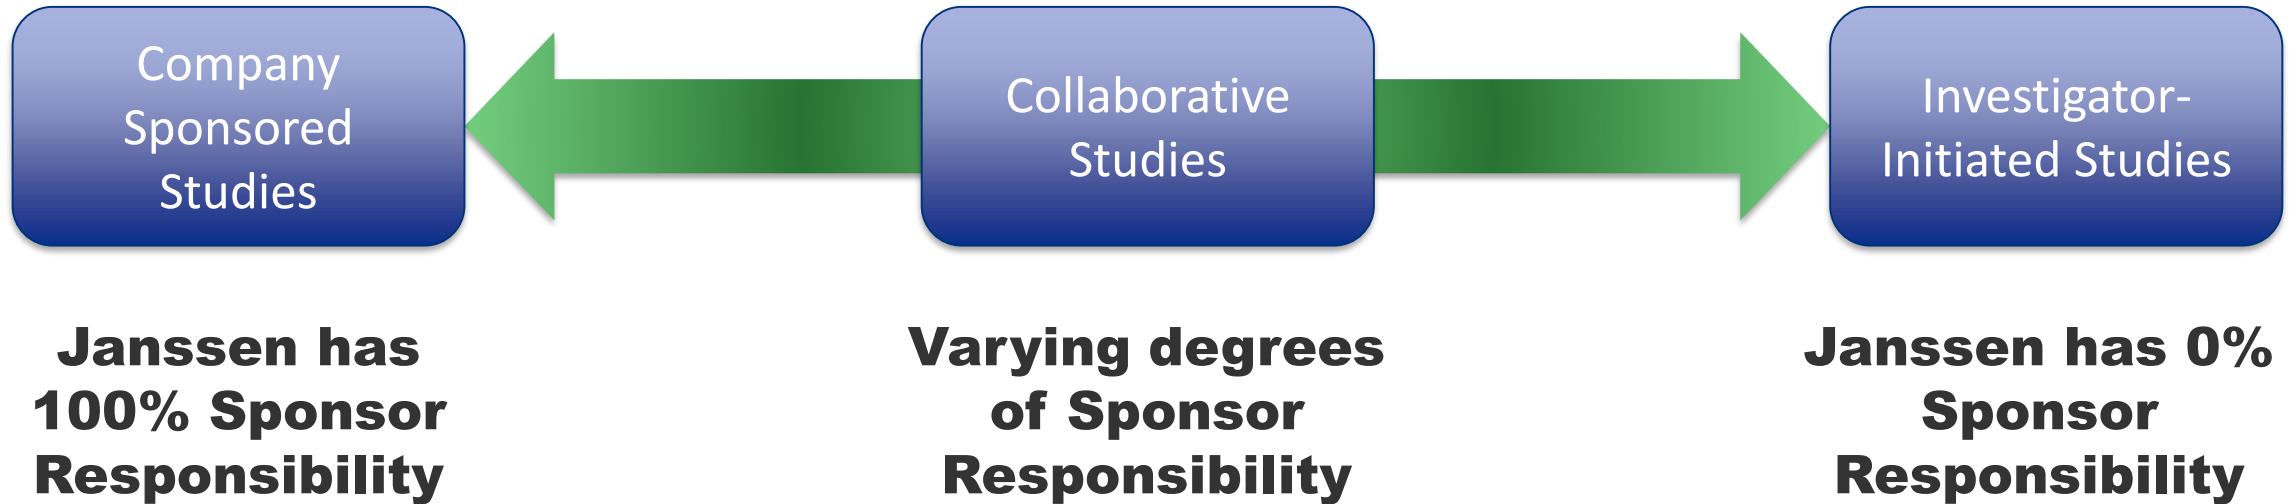 Company
Sponsored
Studies
Collaborative
Studies
Investigator-
Initiated Studies
Janssen has
100% Sponsor
Responsibility
Varying degrees
of Sponsor
Responsibility
Janssen has 0%
Sponsor
Responsibility